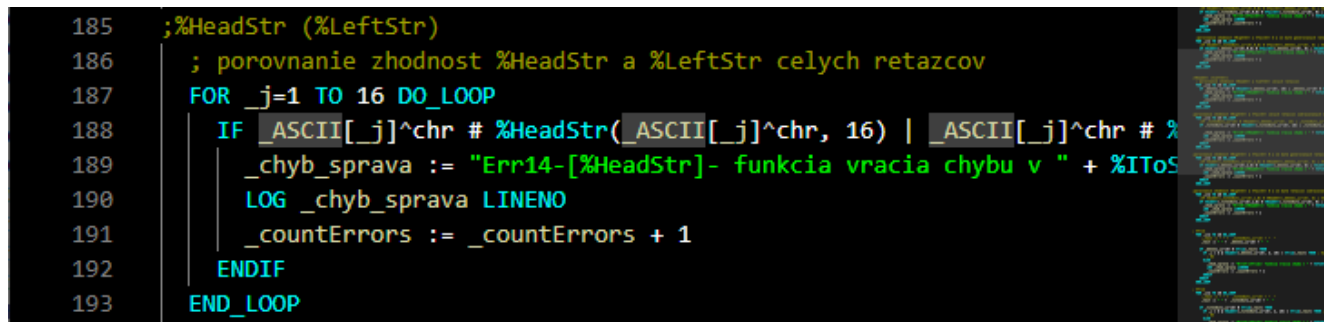 185 ;%HeadStr (%LeftStr)
186 ; porovnanie zhodnost %HeadStr a %LeftStr celych retazcov
187 FOR _j=1 TO 16 DO_LOOP
188 IF _ASCII[_j]^chr # %HeadStr(_ASCII[_j]^chr, 16) | _ASCII[_j]^chr # %
189 _chyb_sprava := "Err14-[%HeadStr]- funkcia vracia chybu v " + %IToS
190 LOG _chyb_sprava LINENO
191 _countErrors := _countErrors + 1
192 ENDIF
193 END_LOOP